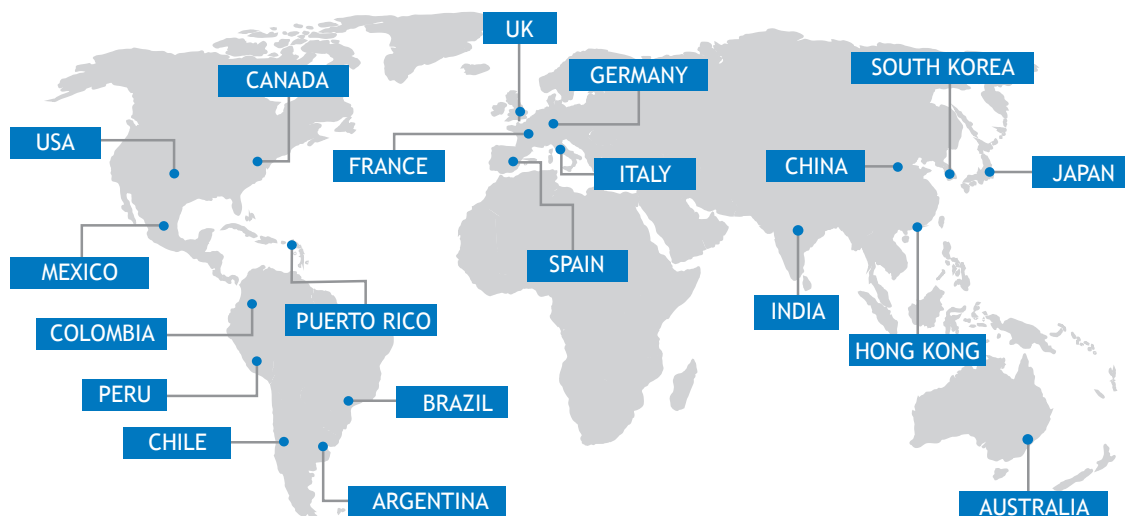 UK
CANADA
GERMANY
SOUTH KOREA
USA
FRANCE
ITALY
CHINA
JAPAN
MEXICO
SPAIN
COLOMBIA
PUERTO RICO
INDIA
HONG KONG
PERU
BRAZIL
CHILE
ARGENTINA
AUSTRALIA